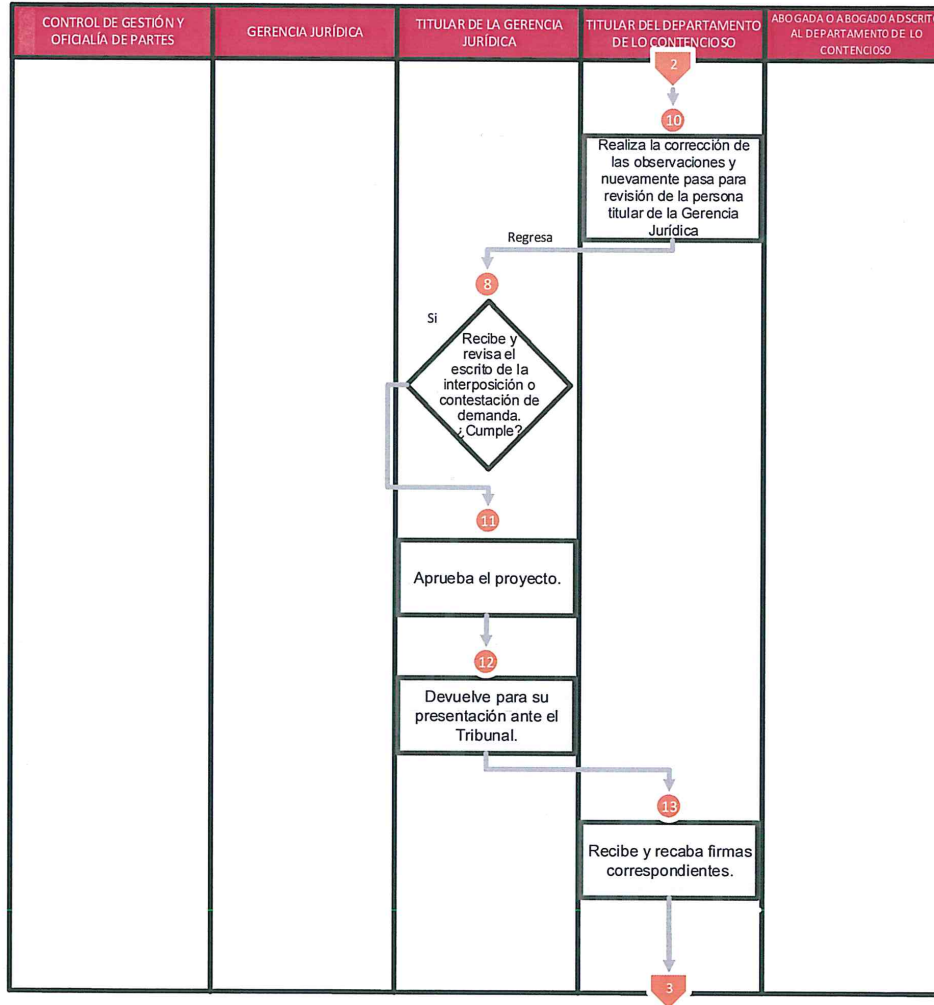 CONTROL DE GESTIÓN Y
OFICIALÍA DE PARTES
GERENCIA JURÍDICA
TITULAR DE LA GERENCIA
JURÍDICA
TITULAR DEL DEPARTAMENTO
DE LO CONTENCIOSO
ABOGADA O ABOGADO ADSCRITO
AL DEPARTAMENTO DE LO
CONTENCIOSO
2
10
Realiza la corrección de
las observaciones y
nuevamente pasa para
revisión de la persona
titular de la Gerencia
Jurídica
Regresa
8
Si
Recibe y
revisa el
escrito de la
interposición o
contestación de
demanda.
¿Cumple?
11
Aprueba el proyecto.
12
Devuelve para su
presentación ante el
Tribunal.
13
Recibe y recaba firmas
correspondientes.
3